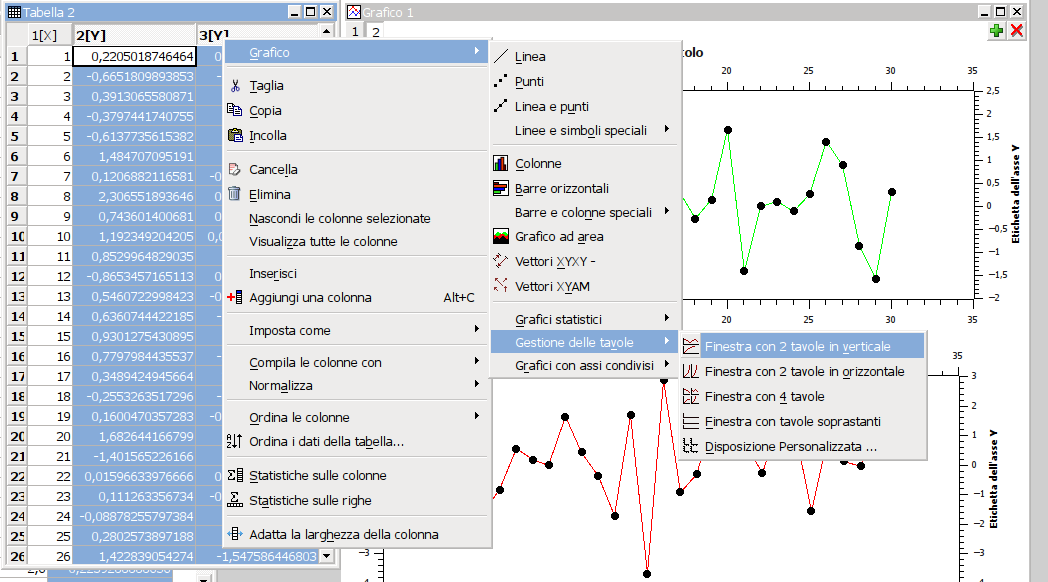 Tabella 2
1[X] 2[Y] 3[Y]
1 1 0,2205018746464 0
2 2 -0,6651809893853 -
3 3 0,3913065580871
4 4 -0,3797441740755
5 5 -0,6137735615382
6 6 1,484707095191
7 7 0,1206882116581 -0
8 8 2,306551893646 0
9 9 0,743601400681 0
10 10 1,192349204205 0,0
11 11 0,8529964829035
12 12 -0,8653457165113 0
13 13 0,5460722998423 -0
14 14 0,6360744422185
15 15 0,9301275430895
16 16 0,7797984435537
17 17 0,3489424945664
18 18 -0,2553263517296
19 19 0,1600470357283 -0
20 20 1,682644166799
21 21 -1,401565226166
22 22 0,01596633976666 0
23 23 0,111263356734 -0
24 24 -0,08878255797384
25 25 0,2802573897188
26 26 1,422839054274 -1,547586446803
Grafico
Taglia
Copia
Incolla
Cancella
Elimina
Nascondi le colonne selezionate
Visualizza tutte le colonne
Inserisci
Aggiungi una colonna Alt+C
Imposta come
Compila le colonne con
Normalizza
Ordina le colonne
Ordina i dati della tabella...
Statistiche sulle colonne
Statistiche sulle righe
Adatta la larghezza della colonna
Linea
Punti
Linea e punti
Linee e simboli speciali
Colonne
Barre orizzontali
Barre e colonne speciali
Grafico ad area
Vettori XYXY -
Vettori XYAM
Grafici statistici
Gestione delle tavole
Grafici con assi condivisi
Finestra con 2 tavole in verticale
Finestra con 2 tavole in orizzontale
Finestra con 4 tavole
Finestra con tavole soprastanti
Disposizione Personalizzata ...
Grafico 1
1 2
tolo
20 25 30 35
2,5
2
1,5
1
0,5
0
-0,5
-1
-1,5
-2
Etichetta dell'asse Y
20 25 30 35
35
3
2
1
0
-1
-2
-3
-4
Etichetta dell'asse Y
-3